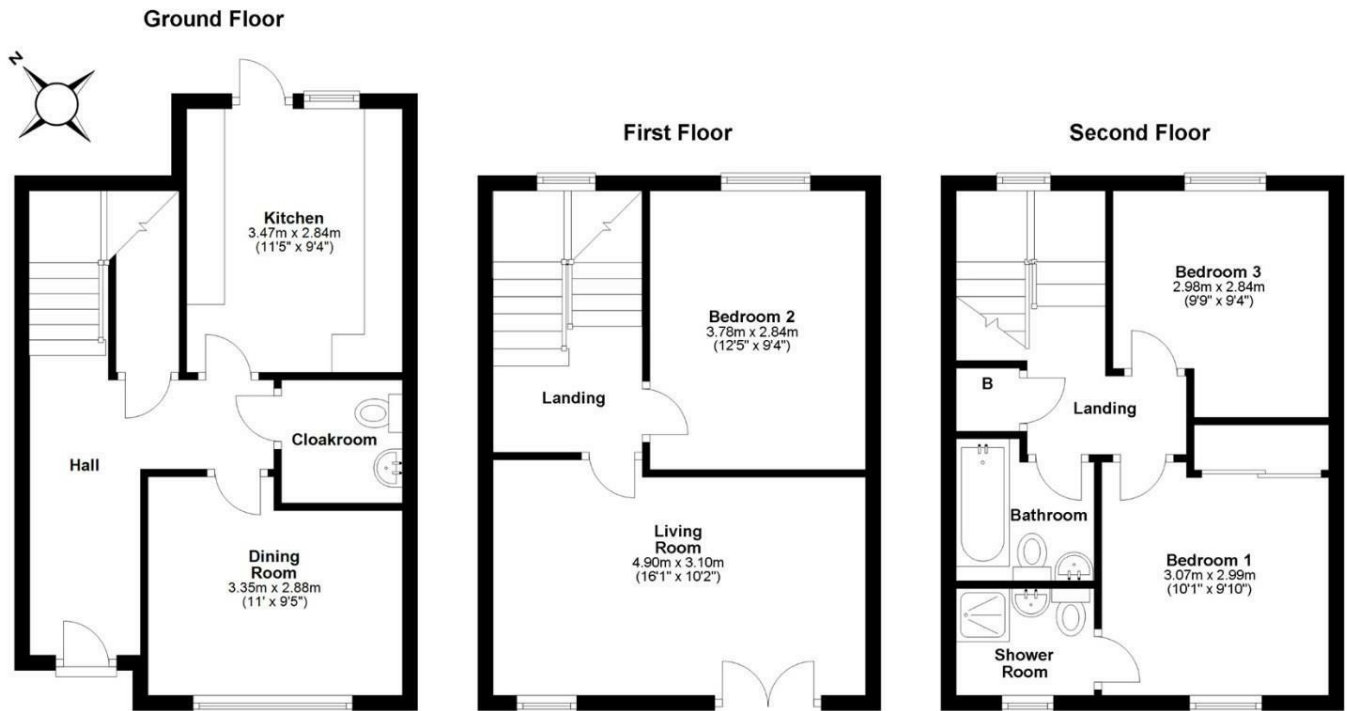 Ground Floor
N
Kitchen
3.47m x 2.84m
(11'5" x 9'4")
Cloakroom
Hall
Dining
Room
3.35m x 2.88m
(11' x 9'5")
First Floor
Bedroom 2
3.78m x 2.84m
(12'5" x 9'4")
Landing
Living
Room
4.90m x 3.10m
(16'1" x 10'2")
Second Floor
Bedroom 3
2.98m x 2.84m
(9'9" x 9'4")
B
Landing
Bathroom
Bedroom 1
3.07m x 2.99m
(10'1" x 9'10")
Shower
Room